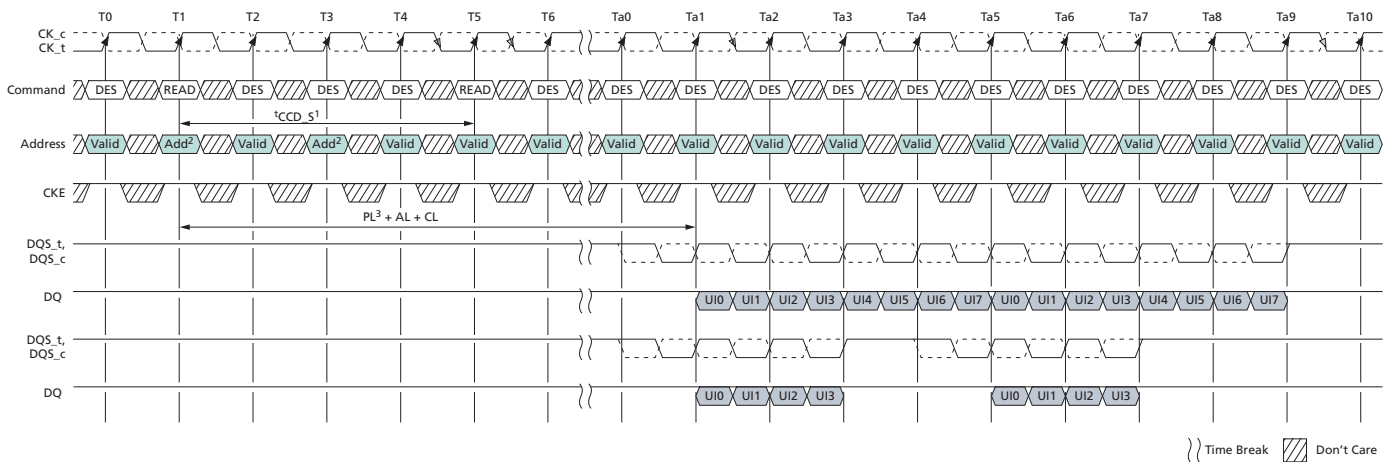 T0 T1 T2 T3 T4 T5 T6 Ta0 Ta1 Ta2 Ta3 Ta4 Ta5 Ta6 Ta7 Ta8 Ta9 Ta10
CK_c
CK_t
Command DES READ DES DES DES READ DES DES DES DES DES DES DES DES DES DES DES DES
tCCD_S1
Address Valid Add2 Valid Add2 Valid Valid Valid Valid Valid Valid Valid Valid Valid Valid Valid Valid Valid Valid
CKE
PL3 + AL + CL
DQS_t,
DQS_c
DQ UI0 UI1 UI2 UI3 UI4 UI5 UI6 UI7 UI0 UI1 UI2 UI3 UI4 UI5 UI6 UI7
DQS_t,
DQS_c
DQ UI0 UI1 UI2 UI3 UI0 UI1 UI2 UI3
Time Break Don't Care